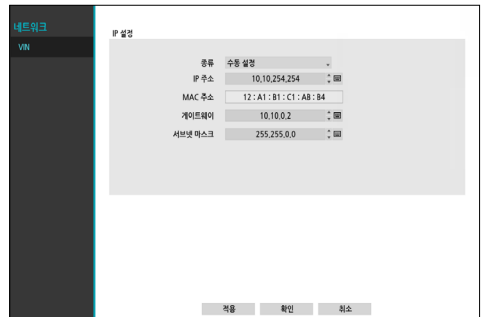 네트워크
VIN
IP 설정
종류 수동 설정
IP 주소 10,10,254,254
MAC 주소 12 : A1 : B1 : C1 : AB : B4
게이트웨이 10,10,0,2
서브넷 마스크 255,255,0,0
적용 확인 취소